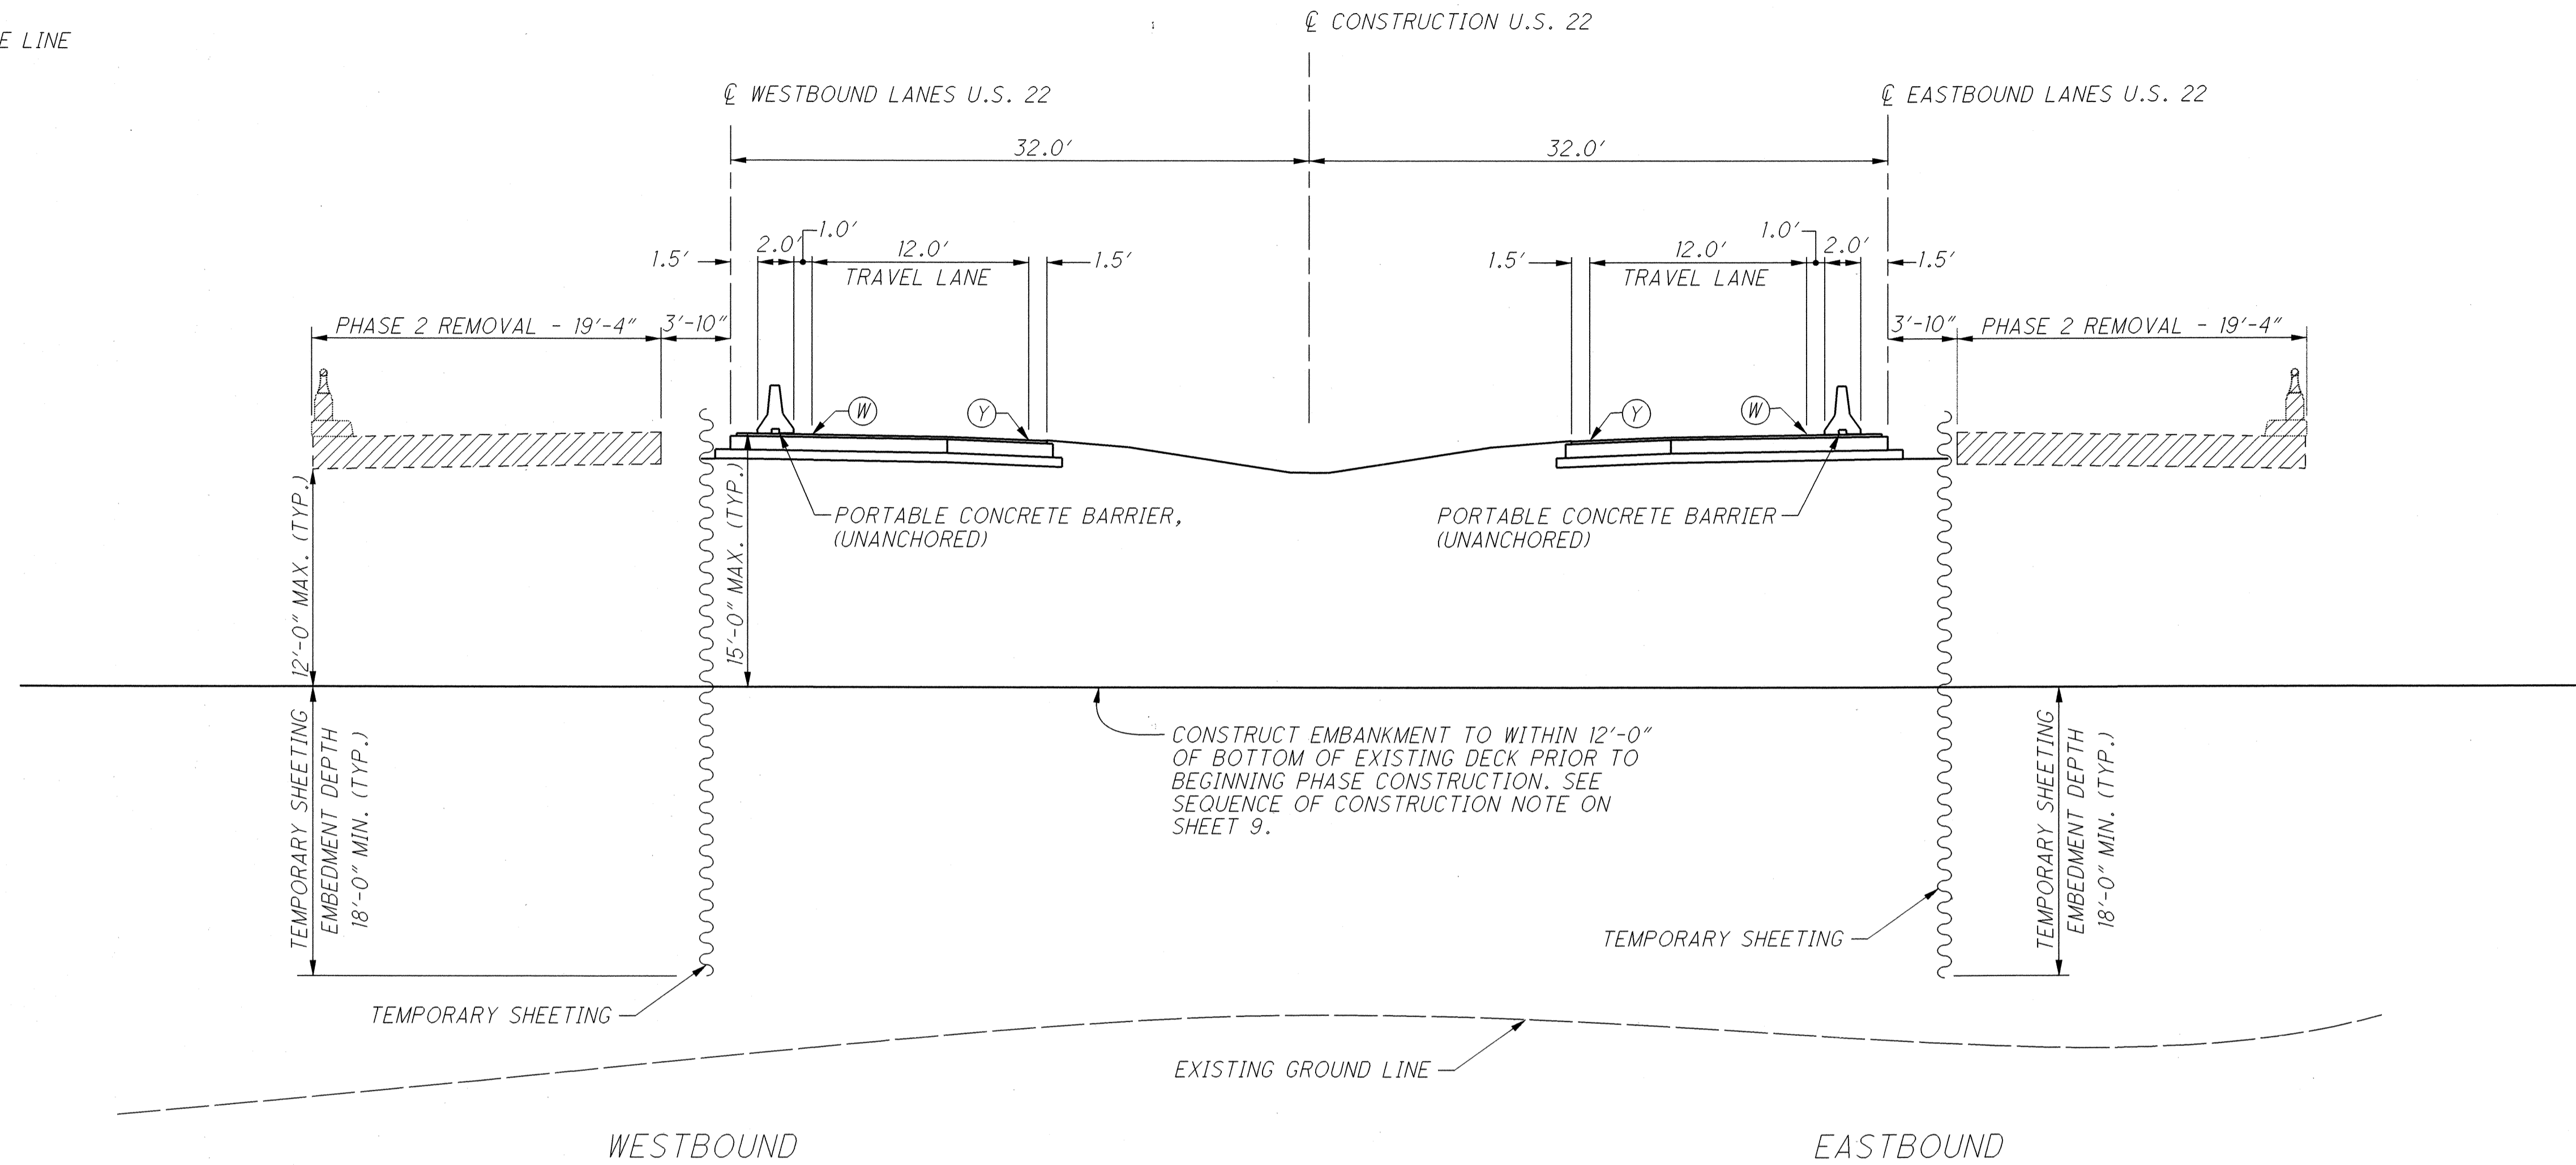 E LINE
℄ CONSTRUCTION U.S. 22
℄ WESTBOUND LANES U.S. 22
℄ EASTBOUND LANES U.S. 22
32.0'
32.0'
1.5'
2.0'
1.0'
12.0'
TRAVEL LANE
1.5'
1.5'
12.0'
TRAVEL LANE
1.0'
2.0'
1.5'
PHASE 2 REMOVAL - 19'-4"
3'-10"
3'-10"
PHASE 2 REMOVAL - 19'-4"
W
Y
Y
W
PORTABLE CONCRETE BARRIER,
(UNANCHORED)
PORTABLE CONCRETE BARRIER
(UNANCHORED)
12'-0" MAX. (TYP.)
15'-0" MAX. (TYP.)
CONSTRUCT EMBANKMENT TO WITHIN 12'-0"
OF BOTTOM OF EXISTING DECK PRIOR TO
BEGINNING PHASE CONSTRUCTION. SEE
SEQUENCE OF CONSTRUCTION NOTE ON
SHEET 9.
TEMPORARY SHEETING
EMBEDMENT DEPTH
18'-0" MIN. (TYP.)
TEMPORARY SHEETING
EMBEDMENT DEPTH
18'-0" MIN. (TYP.)
TEMPORARY SHEETING
TEMPORARY SHEETING
EXISTING GROUND LINE
WESTBOUND
EASTBOUND